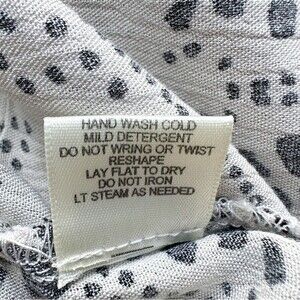 HAND WASH COLD
MILD DETERGENT
DO NOT WRING OR TWIST
RESHAPE
LAY FLAT TO DRY
DO NOT IRON
LT STEAM AS NEEDED